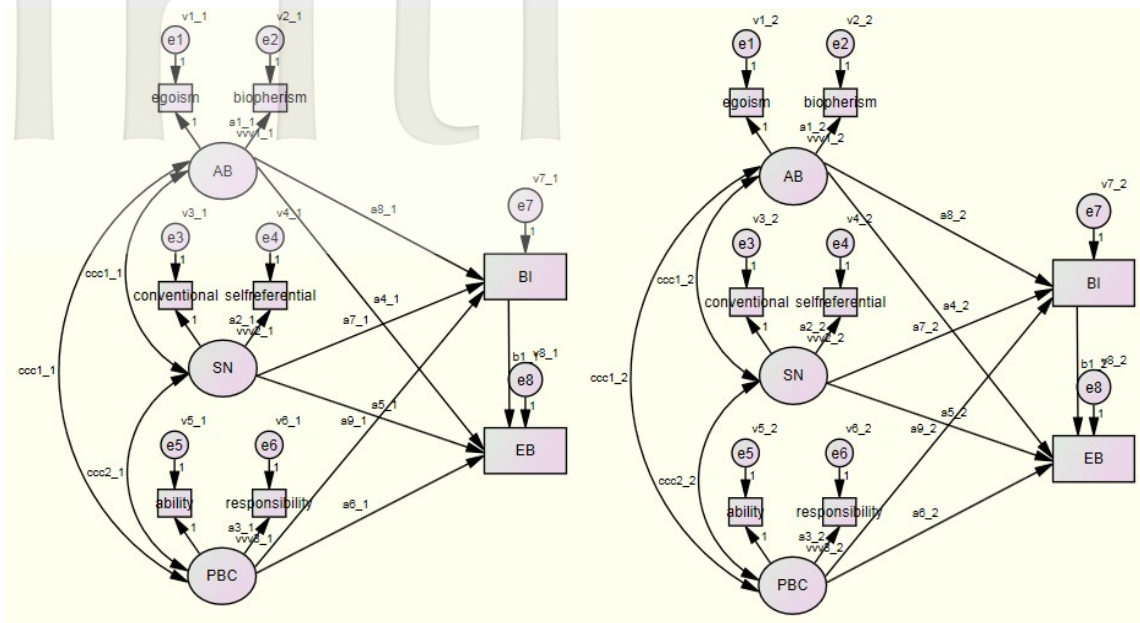 v1_1 v2_1
e1 e2
1 1
egoism biopherism
1 a1_1
vvv1_1
AB
v3_1 v4_1 v7_1
e3 e4 e7
1 1 1
a8_1
ccc1_1 conventional selfreferential BI
1 a2_1 a4_1
vvv2_1 a7_1
SN b1_1 v8_1
ccc1_1 e8
1
v5_1 v6_1 a5_1
e5 e6 a9_1
1 1 EB
ccc2_1
ability responsibility a6_1
1 a3_1
vvv3_1
PBC
v1_2 v2_2
e1 e2
1 1
egoism biopherism
1 a1_2
vvv1_2
AB
v3_2 v4_2 v7_2
e3 e4 e7
1 1 1
a8_2
ccc1_2 conventional selfreferential BI
1 a2_2 a4_2
vvv2_2 a7_2
SN b1_2 v8_2
ccc1_2 e8
1
v5_2 v6_2 a5_2
e5 e6 a9_2
1 1 EB
ccc2_2
ability responsibility a6_2
1 a3_2
vvv3_2
PBC